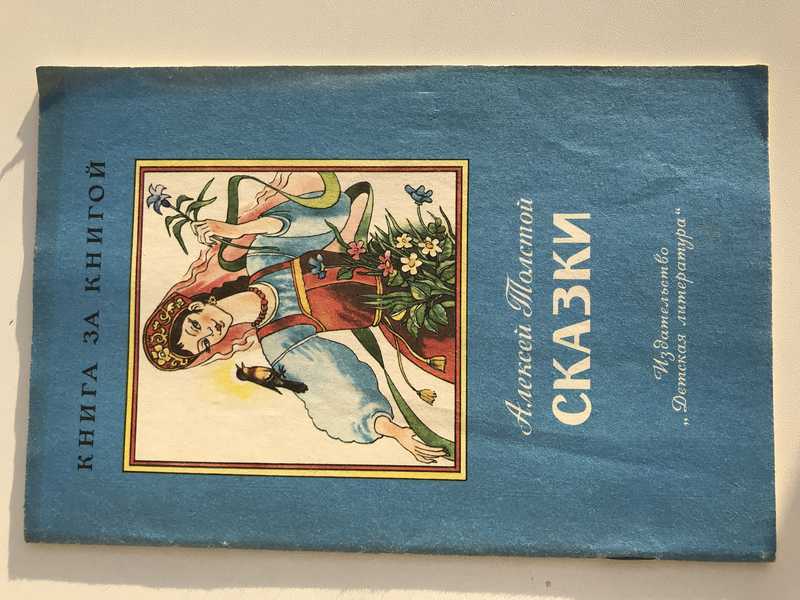 КНИГА ЗА КНИГОЙ
Алексей Толстой
СКАЗКИ
Издательство
„Детская литература“